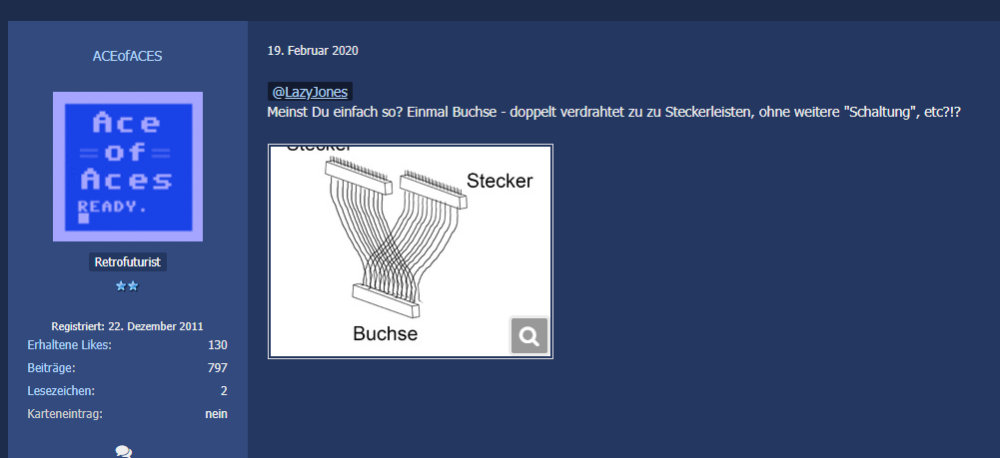 ACEofACES
Ace
=of=
Aces
READY.
Retrofuturist
Registriert: 22. Dezember 2011
Erhaltene Likes: 130
Beiträge: 797
Lesezeichen: 2
Karteneintrag: nein
19. Februar 2020
@LazyJones
Meinst Du einfach so? Einmal Buchse - doppelt verdrahtet zu zu Steckerleisten, ohne weitere "Schaltung", etc?!?
Stecker
Stecker
Buchse